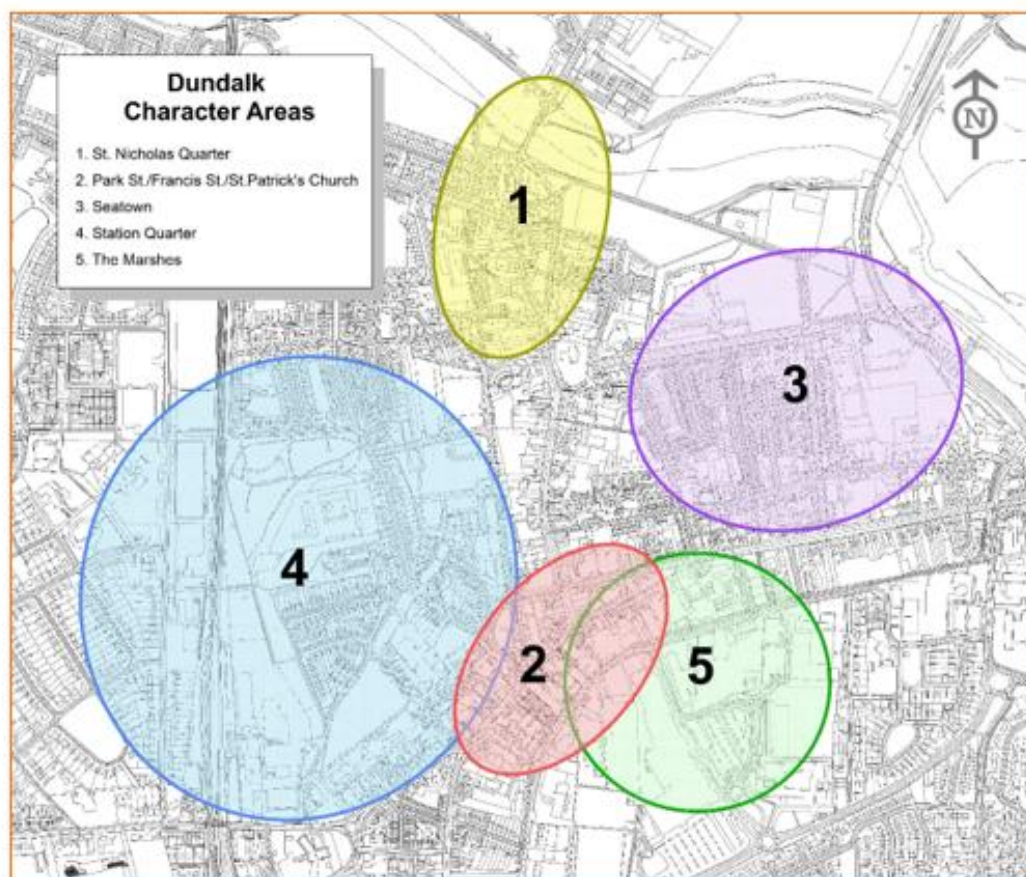 Dundalk
Character Areas
1. St. Nicholas Quarter
2. Park St./Francis St./St.Patrick's Church
3. Seatown
4. Station Quarter
5. The Marshes
N
1
3
4
2
5